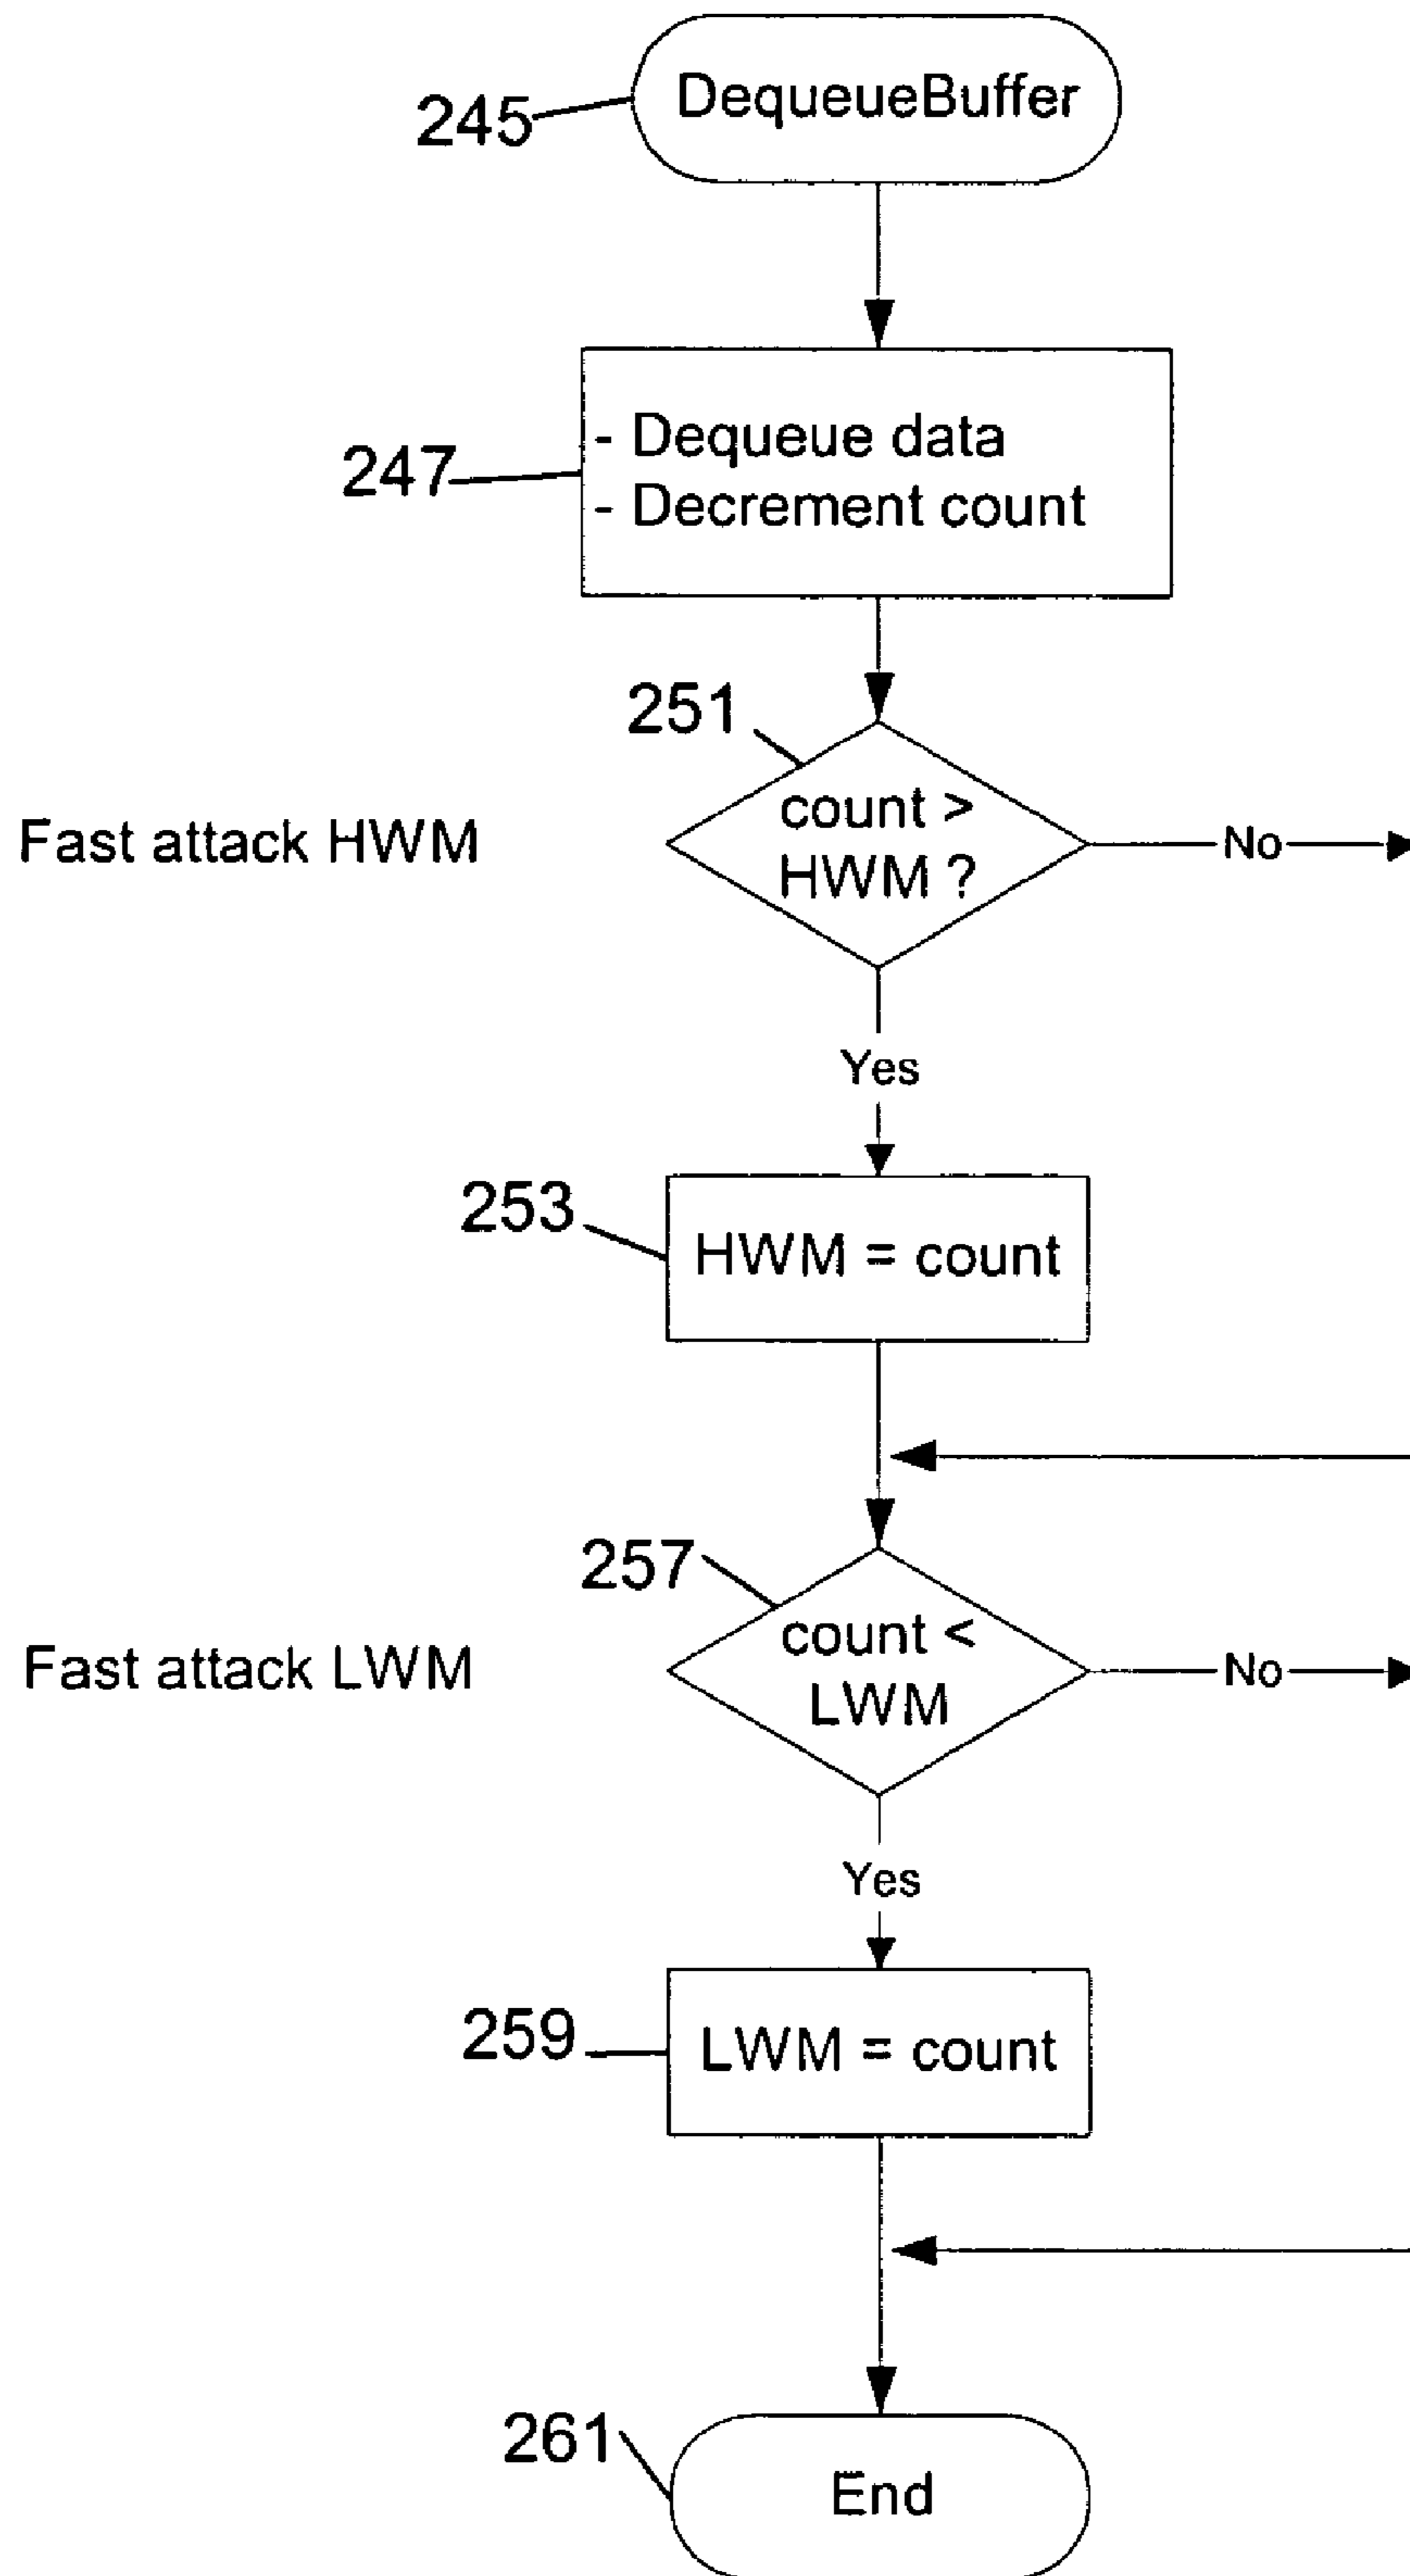 245
DequeueBuffer
247
- Dequeue data
- Decrement count
251
Fast attack HWM
count >
HWM ?
No
Yes
253
HWM = count
257
Fast attack LWM
count <
LWM
No
Yes
259
LWM = count
261
End